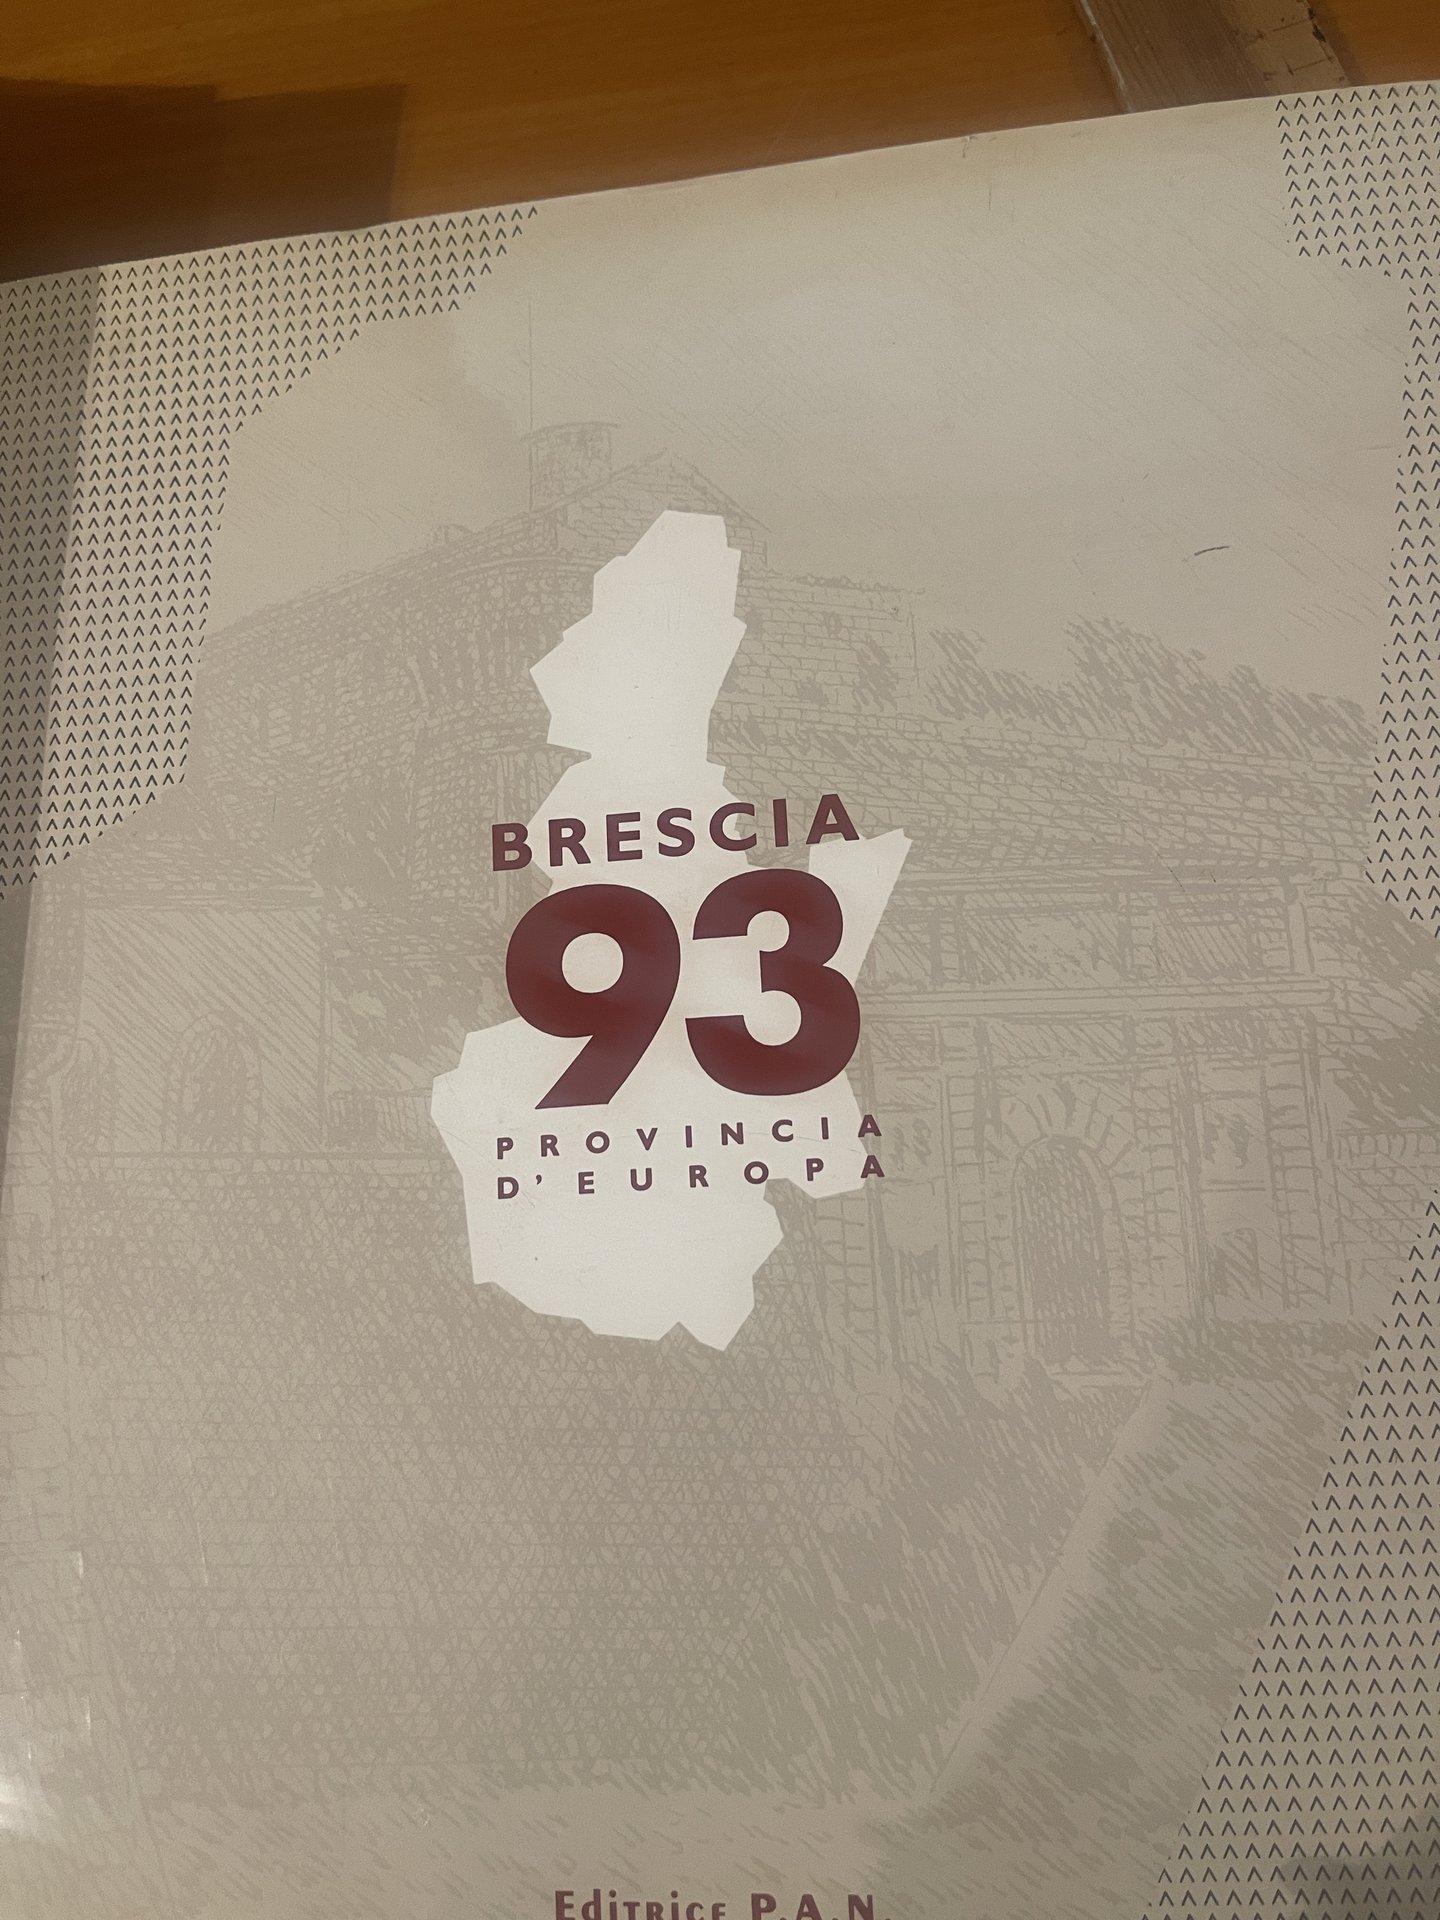 BRESCIA
93
PROVINCIA
D'EUROPA
Editrice P.A.N.